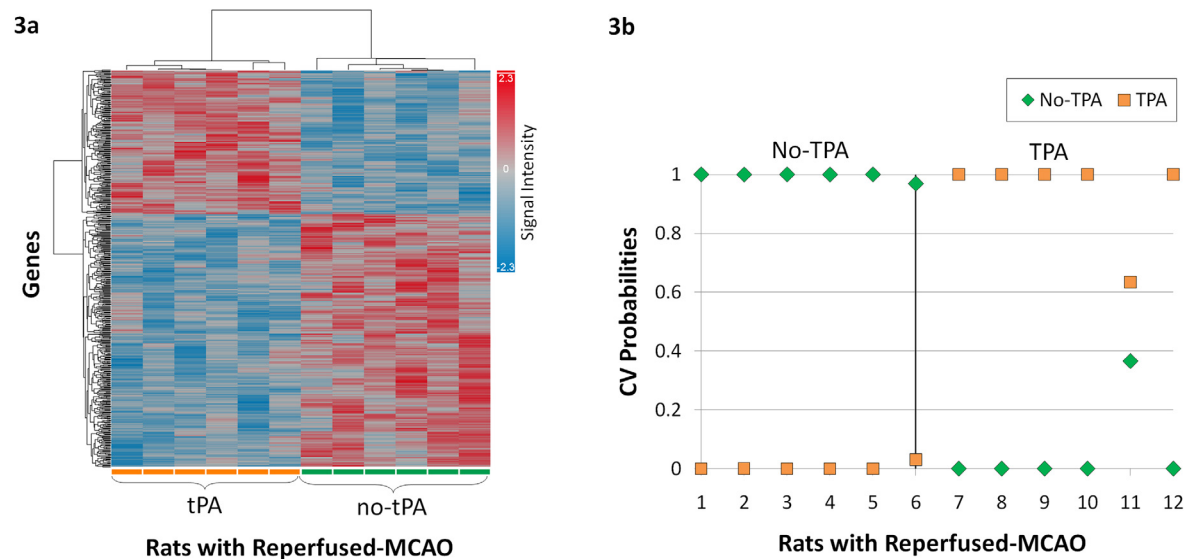 3a
2.3
0
-2.3
Signal Intensity
Genes
tPA
no-tPA
Rats with Reperfused-MCAO
3b
No-TPA
TPA
No-TPA
TPA
1
0.8
0.6
0.4
0.2
0
CV Probabilities
1 2 3 4 5 6 7 8 9 10 11 12
Rats with Reperfused-MCAO